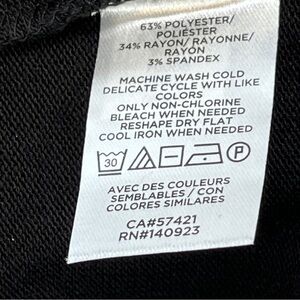 63% POLYESTER/
POLIÉSTER
34% RAYON/ RAYONNE/
RAYON
3% SPANDEX
MACHINE WASH COLD
DELICATE CYCLE WITH LIKE
COLORS
ONLY NON-CHLORINE
BLEACH WHEN NEEDED
RESHAPE DRY FLAT
COOL IRON WHEN NEEDED
30 P
AVEC DES COULEURS
SEMBLABLES / CON
COLORES SIMILARES
CA#57421
RN#140923